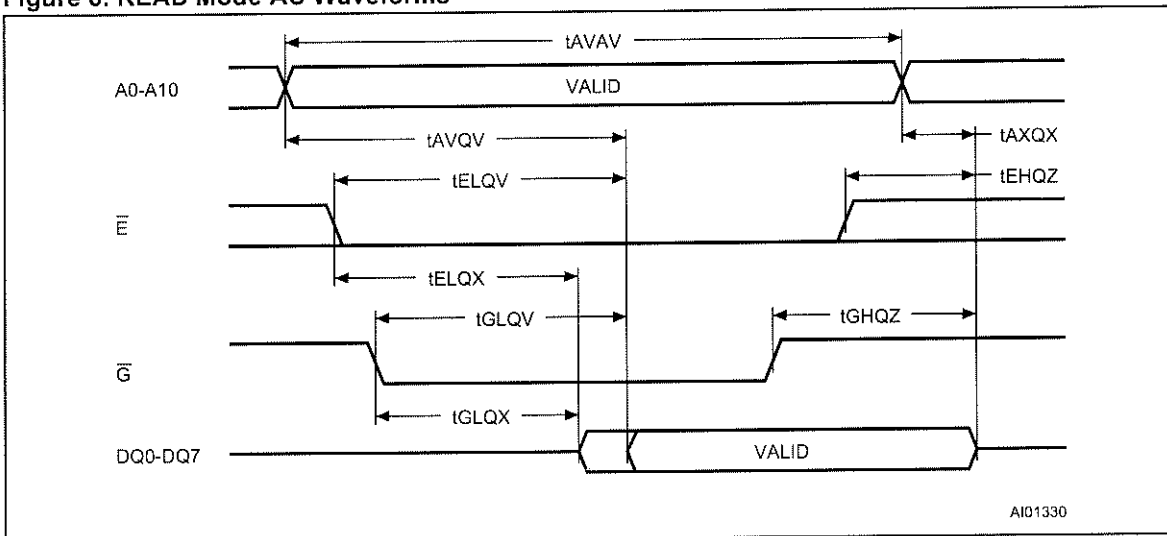 Figure 6. READ Mode AC Waveforms
tAVAV
A0-A10
VALID
tAVQV
tAXQX
tELQV
tEHQZ
E̅
tELQX
tGLQV
tGHQZ
G̅
tGLQX
DQ0-DQ7
VALID
AI01330